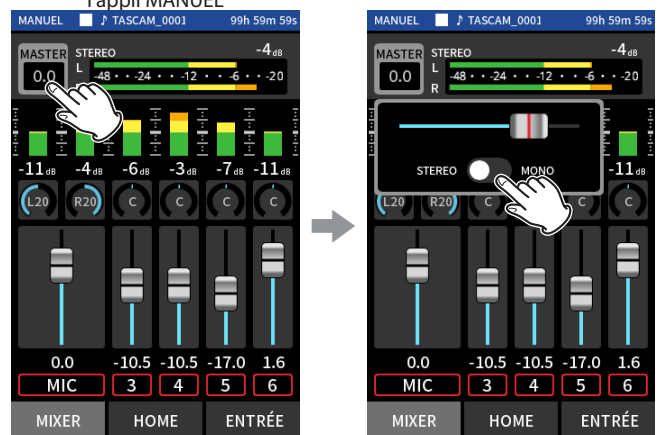 l'appli MANUEL
MANUEL ♪ TASCAM_0001 99h 59m 59s
MASTER STEREO -4dB
0.0 L -48 · · -24 · · -12 · · -6 · · -20
-11dB -4dB -6dB -3dB -7dB -11dB
L20 R20 C C C C
0.0 -10.5 -10.5 -17.0 1.6
MIC 3 4 5 6
MIXER HOME ENTRÉE
MANUEL ♪ TASCAM_0001 99h 59m 59s
MASTER STEREO -4dB
0.0 L -48 · · -24 · · -12 · · -6 · · -20
R
STEREO MONO
-11dB
L20 R20 C C C C
0.0 -10.5 -10.5 -17.0 1.6
MIC 3 4 5 6
MIXER HOME ENTRÉE